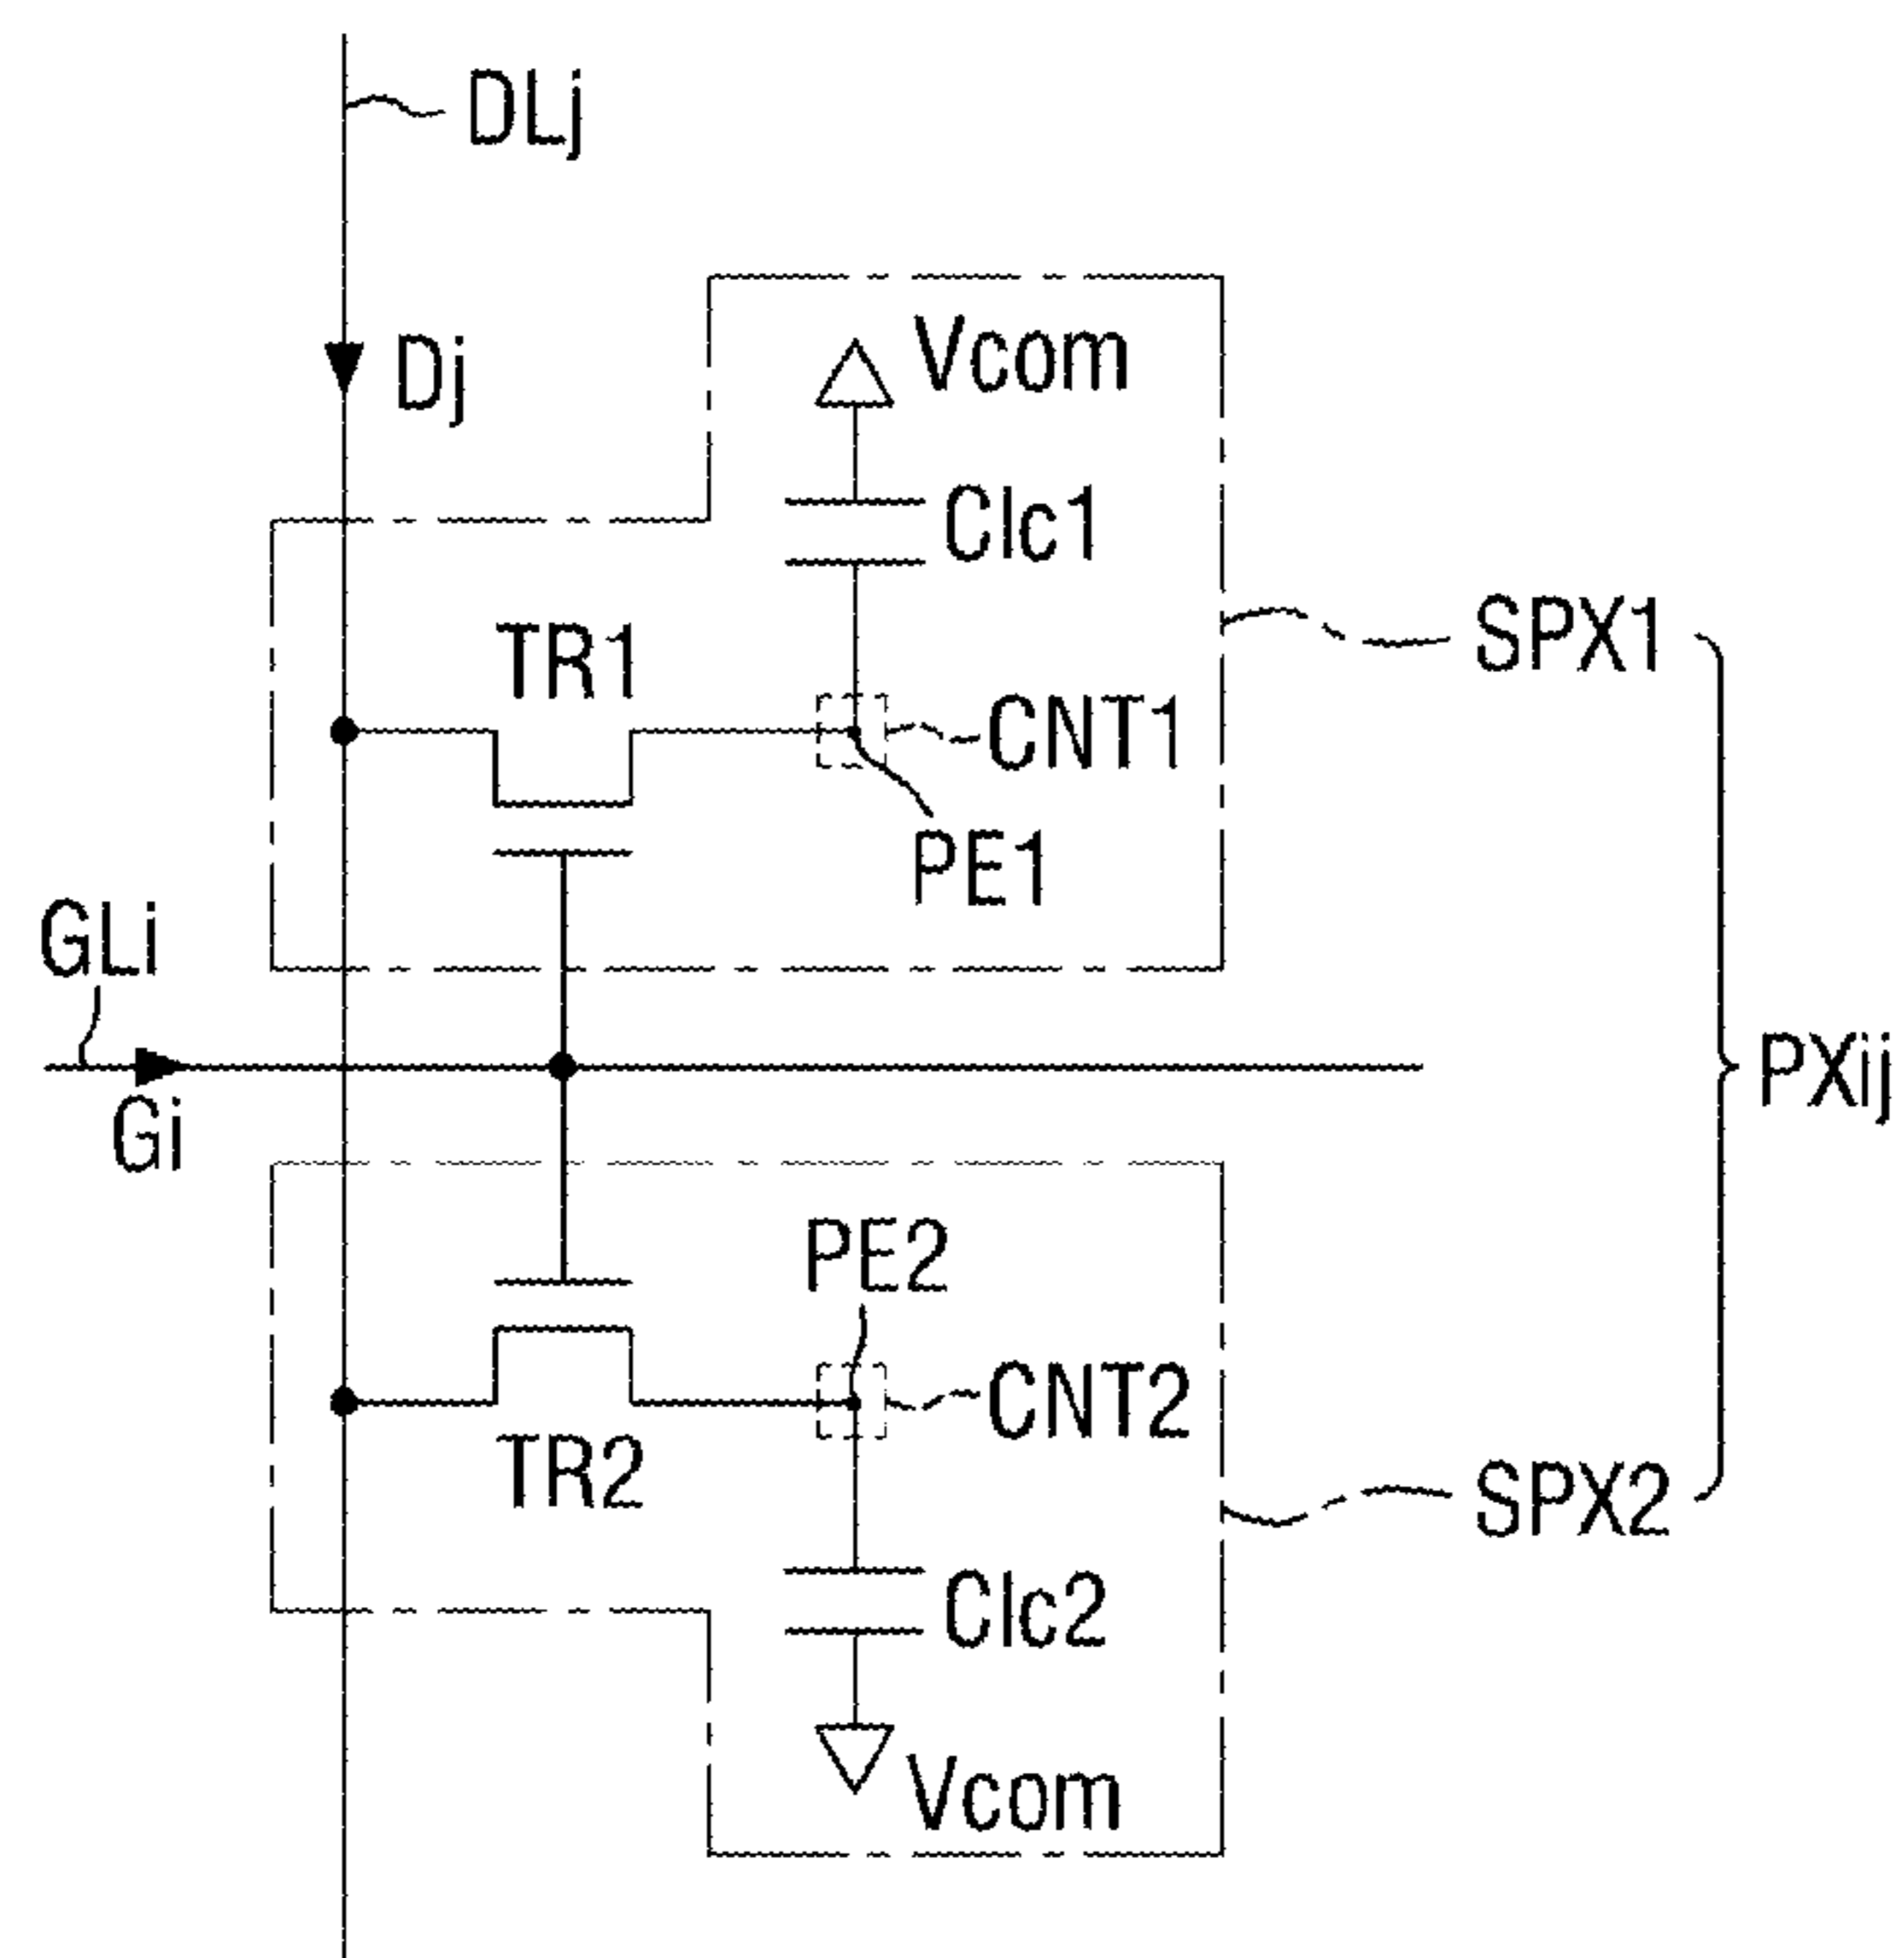 DLj
Dj
Vcom
Clc1
SPX1
TR1
CNT1
PE1
GLi
PXij
Gi
PE2
CNT2
TR2
SPX2
Clc2
Vcom